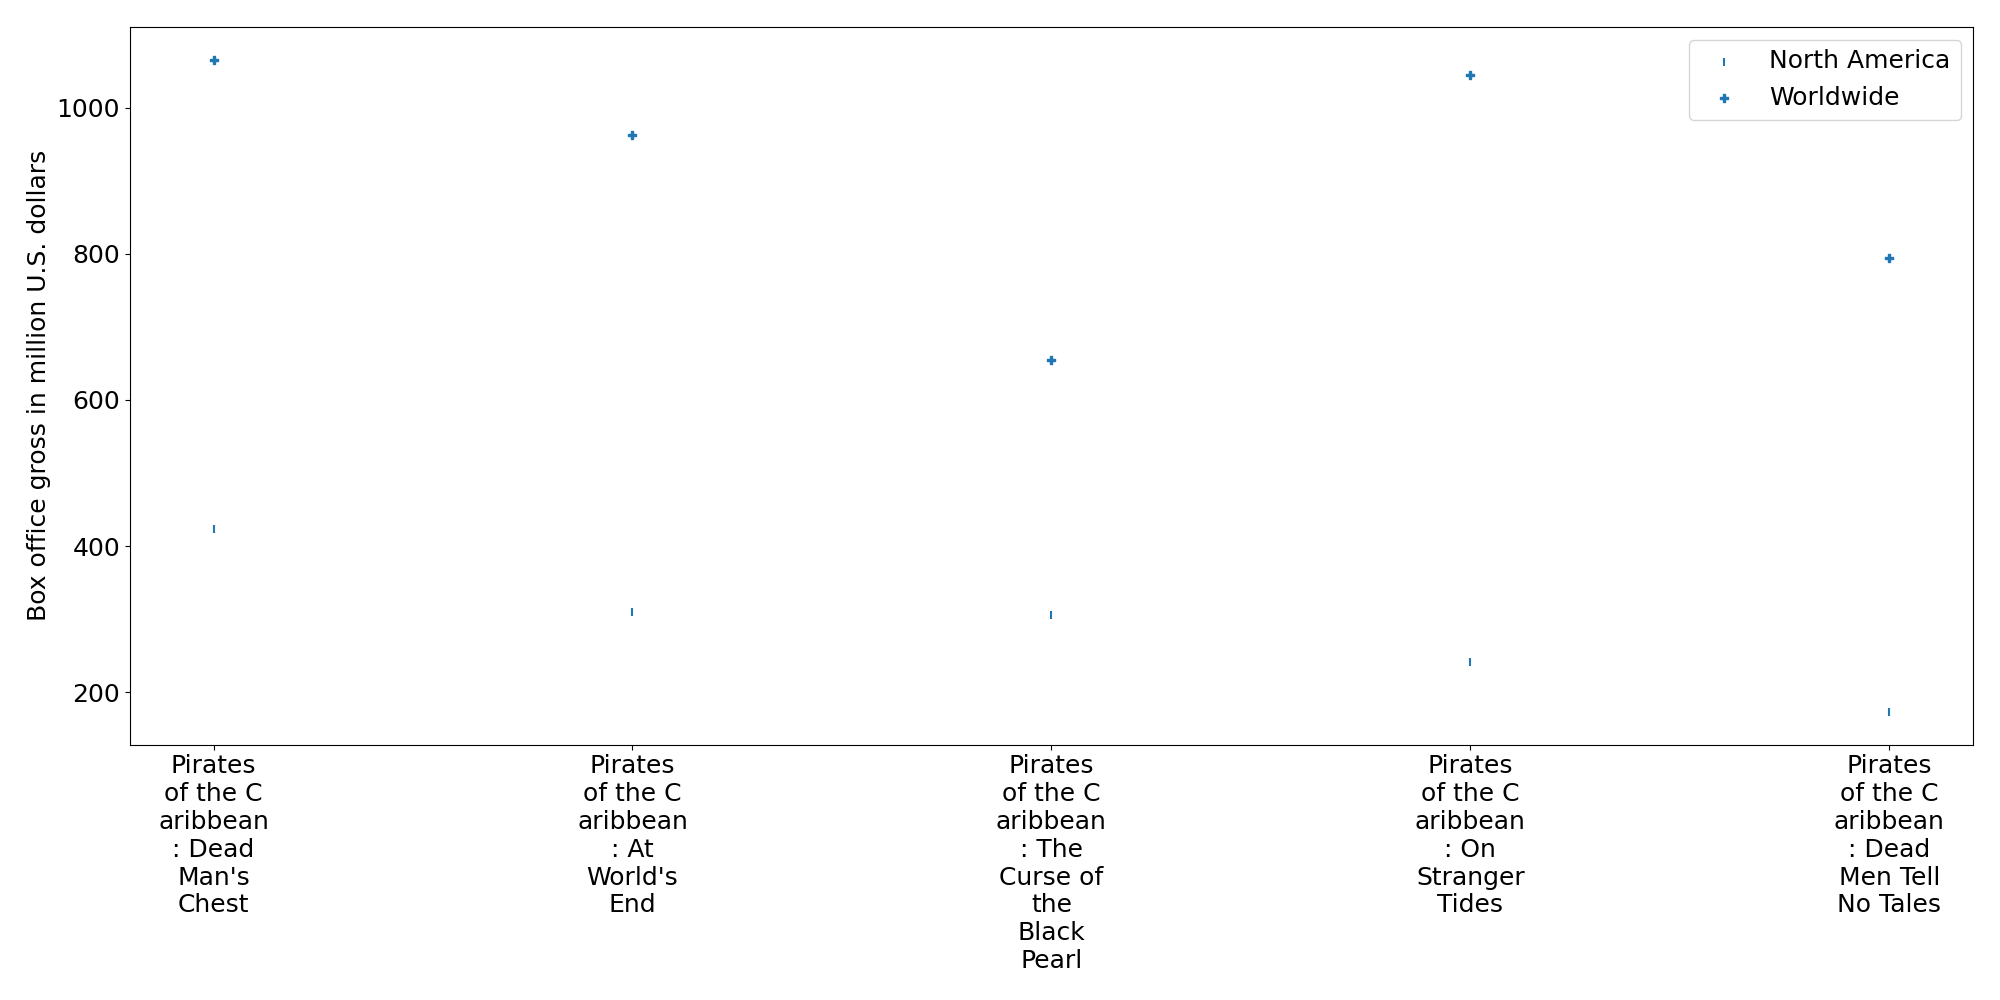 North America
Worldwide
Box office gross in million U.S. dollars
1000
800
600
400
200
Pirates
of the C
aribbean
: Dead
Man's
Chest
Pirates
of the C
aribbean
: At
World's
End
Pirates
of the C
aribbean
: The
Curse of
the
Black
Pearl
Pirates
of the C
aribbean
: On
Stranger
Tides
Pirates
of the C
aribbean
: Dead
Men Tell
No Tales